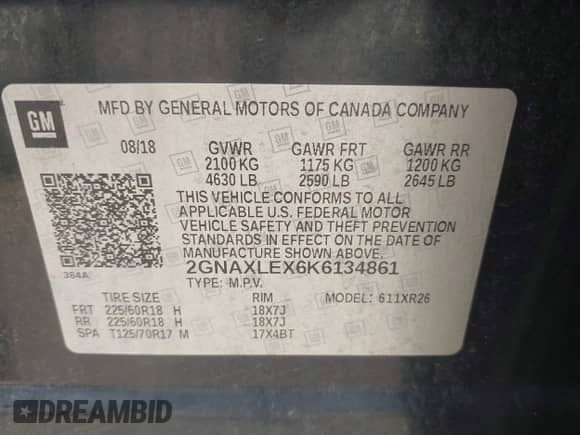 GM
MFD BY GENERAL MOTORS OF CANADA COMPANY
08/18 GVWR GAWR FRT GAWR RR
2100 KG 1175 KG 1200 KG
4630 LB 2590 LB 2645 LB
THIS VEHICLE CONFORMS TO ALL
APPLICABLE U.S. FEDERAL MOTOR
VEHICLE SAFETY AND THEFT PREVENTION
STANDARDS IN EFFECT ON THE DATE OF
MANUFACTURE SHOWN ABOVE.
384A
2GNAXLEX6K6134861
TYPE: M.P.V.
TIRE SIZE RIM MODEL: 611XR26
FRT 225/60R18 H 18X7J
RR 225/60R18 H 18X7J
SPA T125/70R17 M 17X4BT
DREAMBID